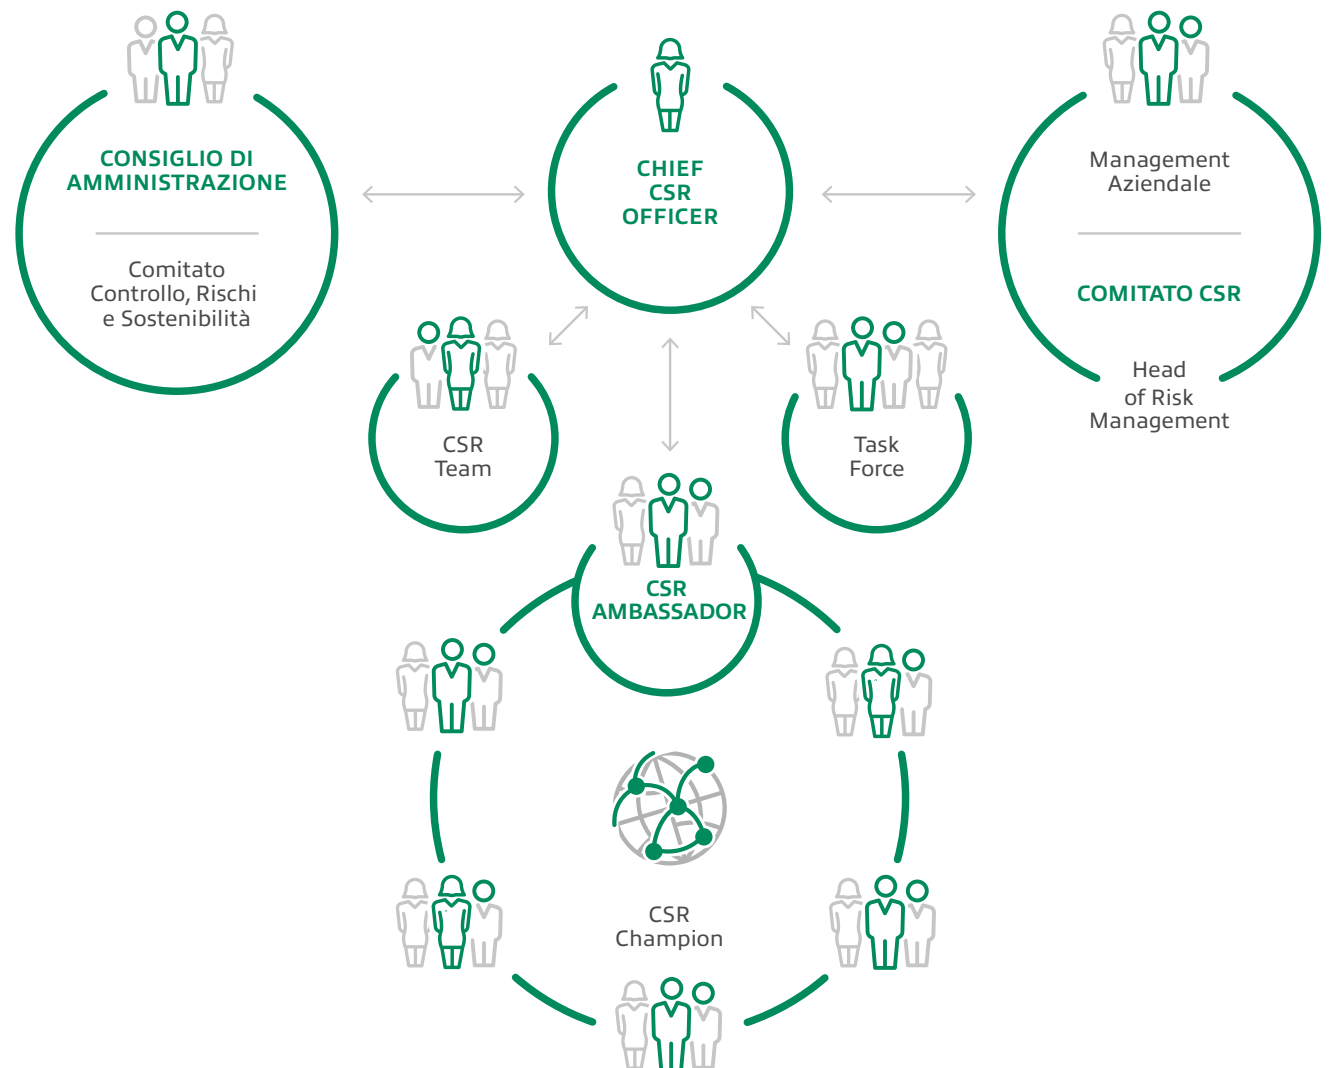 CONSIGLIO DI
AMMINISTRAZIONE
Comitato
Controllo, Rischi
e Sostenibilità
CHIEF
CSR
OFFICER
Management
Aziendale
COMITATO CSR
Head
of Risk
Management
CSR
Team
Task
Force
CSR
AMBASSADOR
CSR
Champion